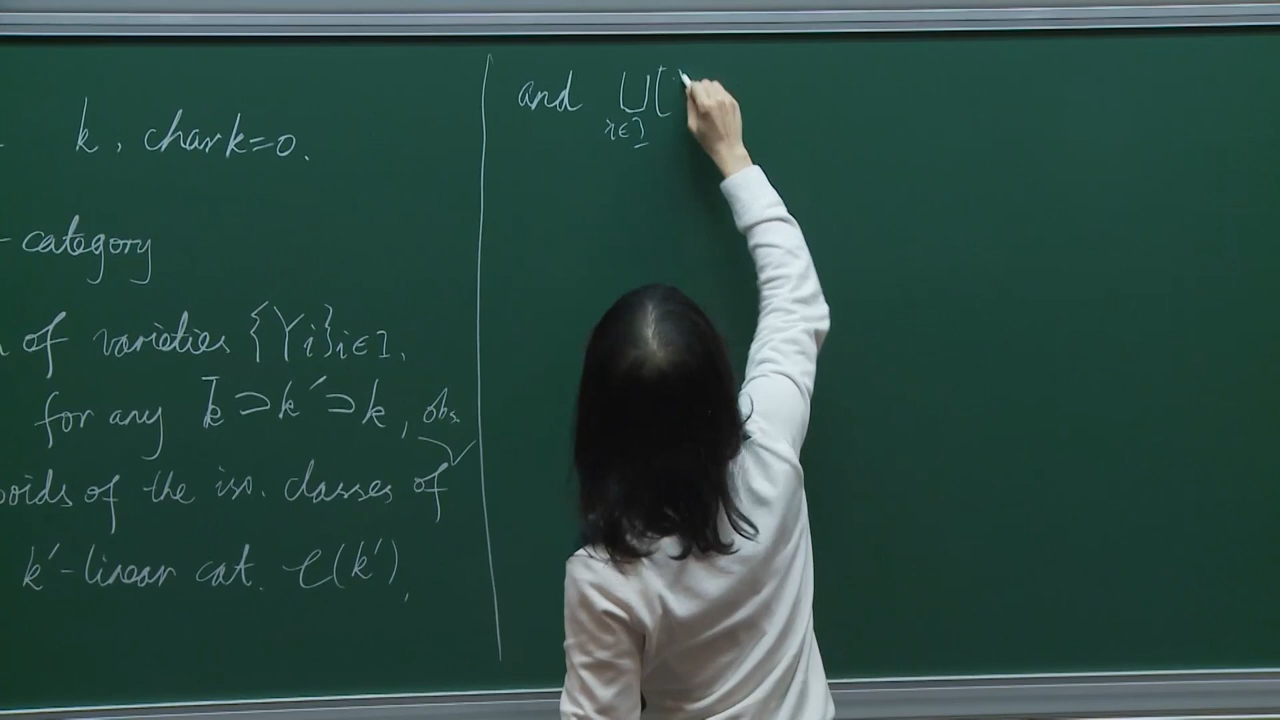 k, char k=0.
-category
of varieties {Yi}i∈I.
for any k̄⊃k′⊃k, obs.
oids of the iso. classes of
k′-linear cat. C(k′),
and ⊔[
i∈I